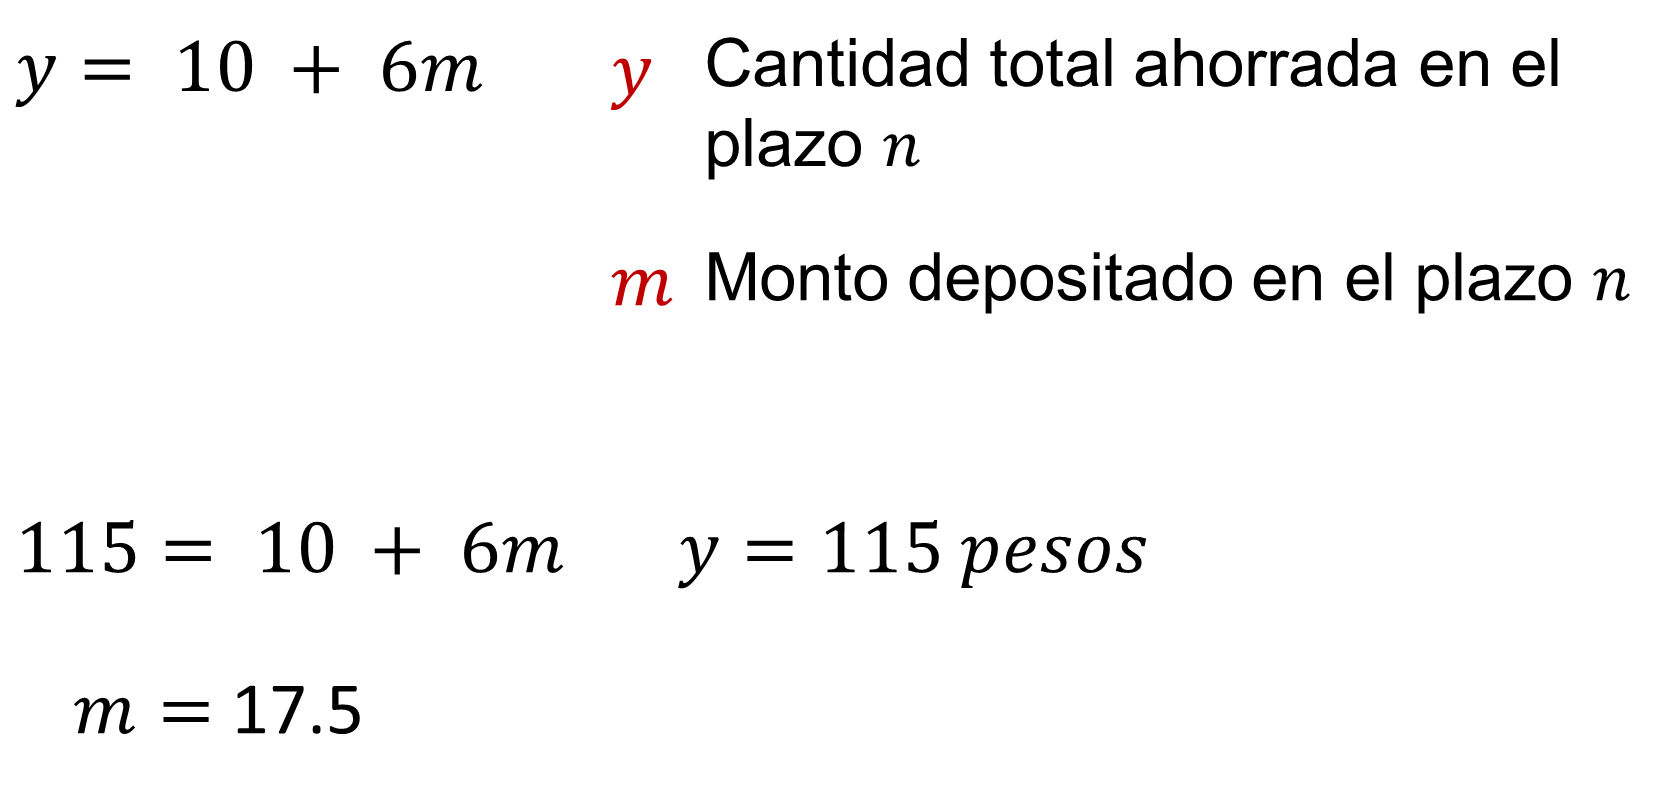 y = 10 + 6m
y Cantidad total ahorrada en el
plazo n
m Monto depositado en el plazo n
115 = 10 + 6m
y = 115 pesos
m = 17.5